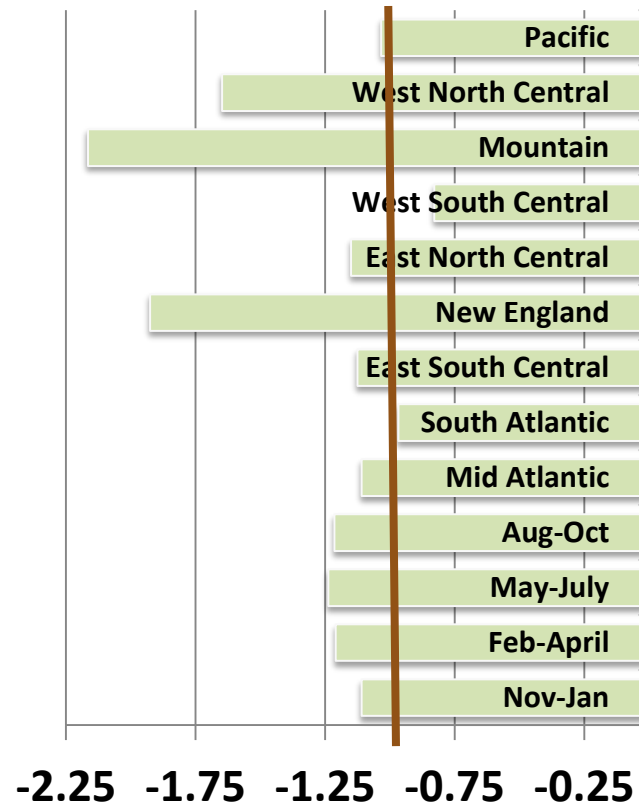 Pacific
West North Central
Mountain
West South Central
East North Central
New England
East South Central
South Atlantic
Mid Atlantic
Aug-Oct
May-July
Feb-April
Nov-Jan
-2.25 -1.75 -1.25 -0.75 -0.25